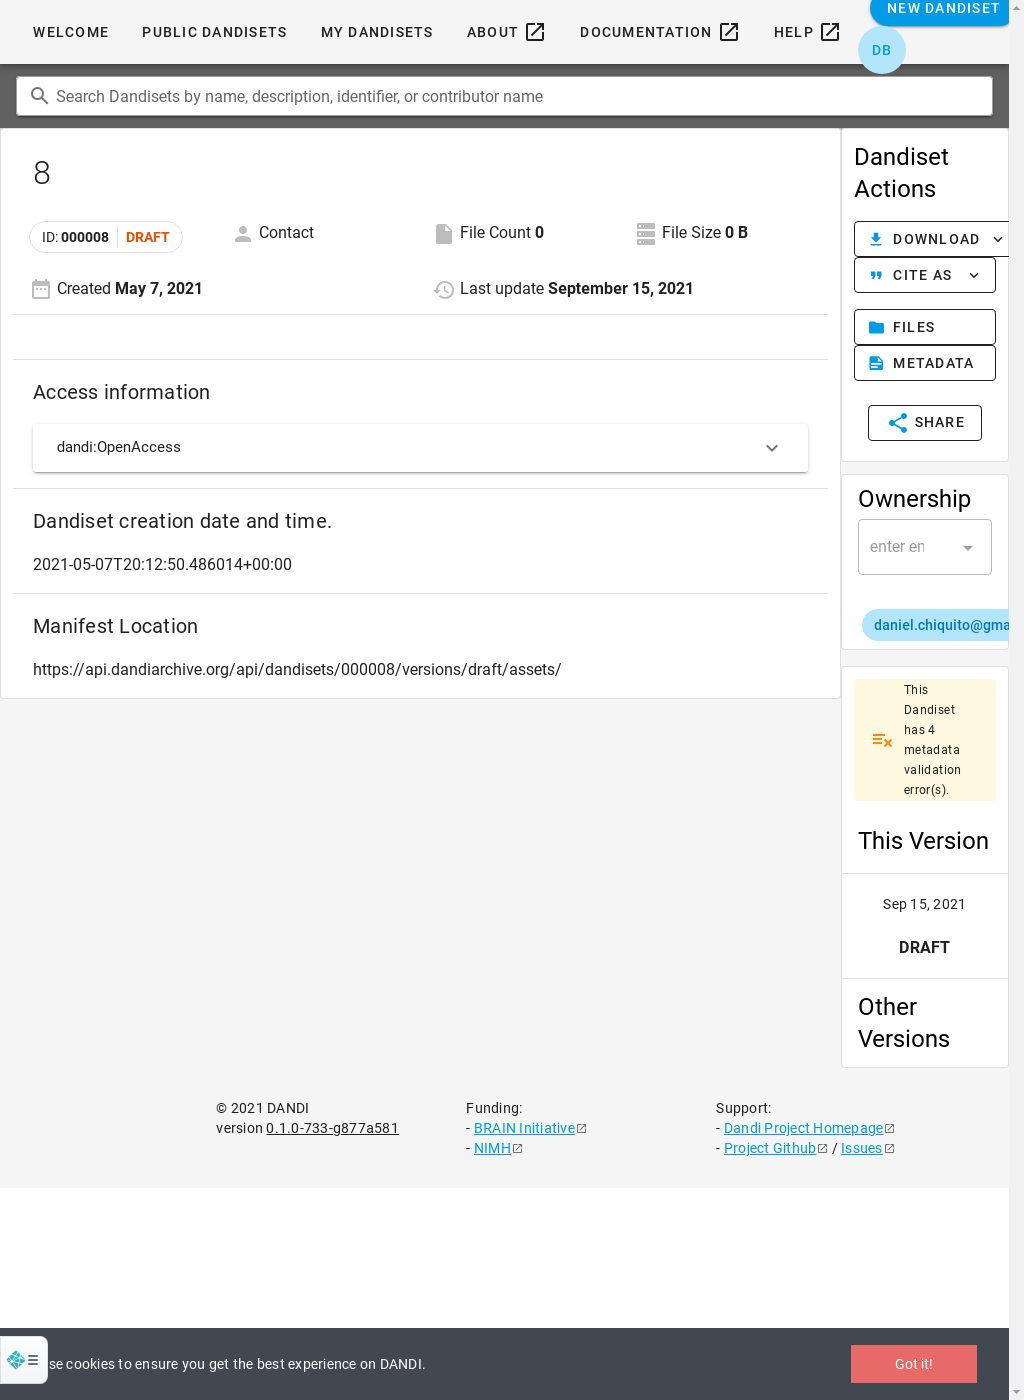 NEW DANDISET
WELCOME PUBLIC DANDISETS MY DANDISETS ABOUT DOCUMENTATION HELP
DB
Search Dandisets by name, description, identifier, or contributor name
8
ID: 000008 DRAFT Contact File Count 0 File Size 0 B
Created May 7, 2021 Last update September 15, 2021
Access information
dandi:OpenAccess
Dandiset creation date and time.
2021-05-07T20:12:50.486014+00:00
Manifest Location
https://api.dandiarchive.org/api/dandisets/000008/versions/draft/assets/
Dandiset
Actions
DOWNLOAD
CITE AS
FILES
METADATA
SHARE
Ownership
enter
daniel.chiquito@gma
This
Dandiset
has 4
metadata
validation
error(s).
This Version
Sep 15, 2021
DRAFT
Other
Versions
© 2021 DANDI
version 0.1.0-733-g877a581
Funding:
- BRAIN Initiative
- NIMH
Support:
- Dandi Project Homepage
- Project Github / Issues
se cookies to ensure you get the best experience on DANDI.
Got it!